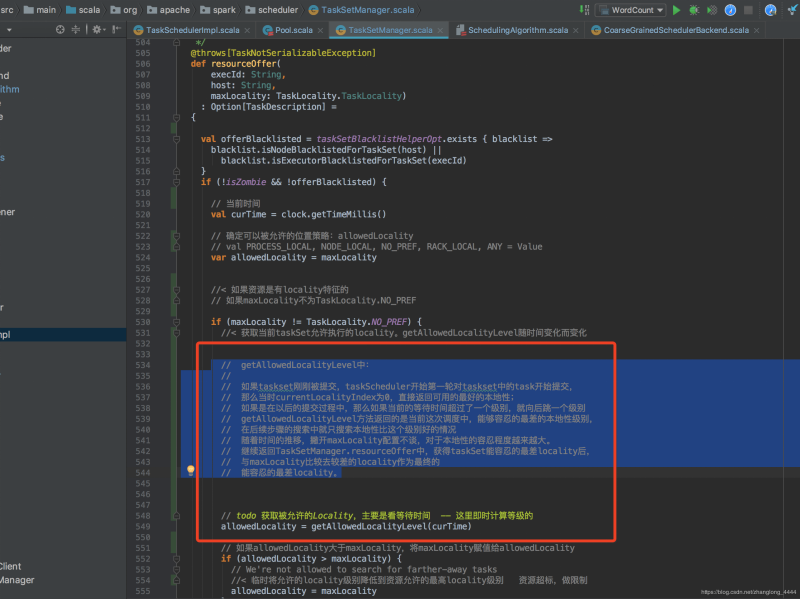 src main scala org apache spark scheduler TaskSetManager.scala WordCount
TaskSchedulerImpl.scala Pool.scala TaskSetManager.scala SchedulingAlgorithm.scala CoarseGrainedSchedulerBackend.scala
504 */
505 @throws[TaskNotSerializableException]
506 def resourceOffer(
507 execId: String,
508 host: String,
509 maxLocality: TaskLocality.TaskLocality)
510 : Option[TaskDescription] =
511 {
512
513 val offerBlacklisted = taskSetBlacklistHelperOpt.exists { blacklist =>
514 blacklist.isNodeBlacklistedForTaskSet(host) ||
515 blacklist.isExecutorBlacklistedForTaskSet(execId)
516 }
517 if (!isZombie && !offerBlacklisted) {
518
519 // 当前时间
520 val curTime = clock.getTimeMillis()
521
522 // 确定可以被允许的位置策略：allowedLocality
523 // val PROCESS_LOCAL, NODE_LOCAL, NO_PREF, RACK_LOCAL, ANY = Value
524 var allowedLocality = maxLocality
525
526
527 //< 如果资源是有locality特征的
528 // 如果maxLocality不为TaskLocality.NO_PREF
529
530 if (maxLocality != TaskLocality.NO_PREF) {
531 //< 获取当前taskSet允许执行的locality。getAllowedLocalityLevel随时间变化而变化
532
533
534 // getAllowedLocalityLevel中：
535 //
536 // 如果taskset刚刚被提交，taskScheduler开始第一轮对taskset中的task开始提交，
537 // 那么当时currentLocalityIndex为0，直接返回可用的最好的本地性；
538 // 如果是在以后的提交过程中，那么如果当前的等待时间超过了一个级别，就向后跳一个级别
539 // getAllowedLocalityLevel方法返回的是当前这次调度中，能够容忍的最差的本地性级别，
540 // 在后续步骤的搜索中就只搜索本地性比这个级别好的情况
541 // 随着时间的推移，撇开maxLocality配置不谈，对于本地性的容忍程度越来越大。
542 // 继续返回TaskSetManager.resourceOffer中，获得taskSet能容忍的最差locality后，
543 // 与maxLocality比较去较差的locality作为最终的
544 // 能容忍的最差locality。
545
546
547
548 // todo 获取被允许的Locality，主要是看等待时间 —— 这里即时计算等级的
549 allowedLocality = getAllowedLocalityLevel(curTime)
550
551 // 如果allowedLocality大于maxLocality，将maxLocality赋值给allowedLocality
552 if (allowedLocality > maxLocality) {
553 // We're not allowed to search for farther-away tasks
554 //< 临时将允许的locality级别降低到资源允许的最高locality级别 资源超标，做限制
555 allowedLocality = maxLocality
https://blog.csdn.net/zhanglong_4444